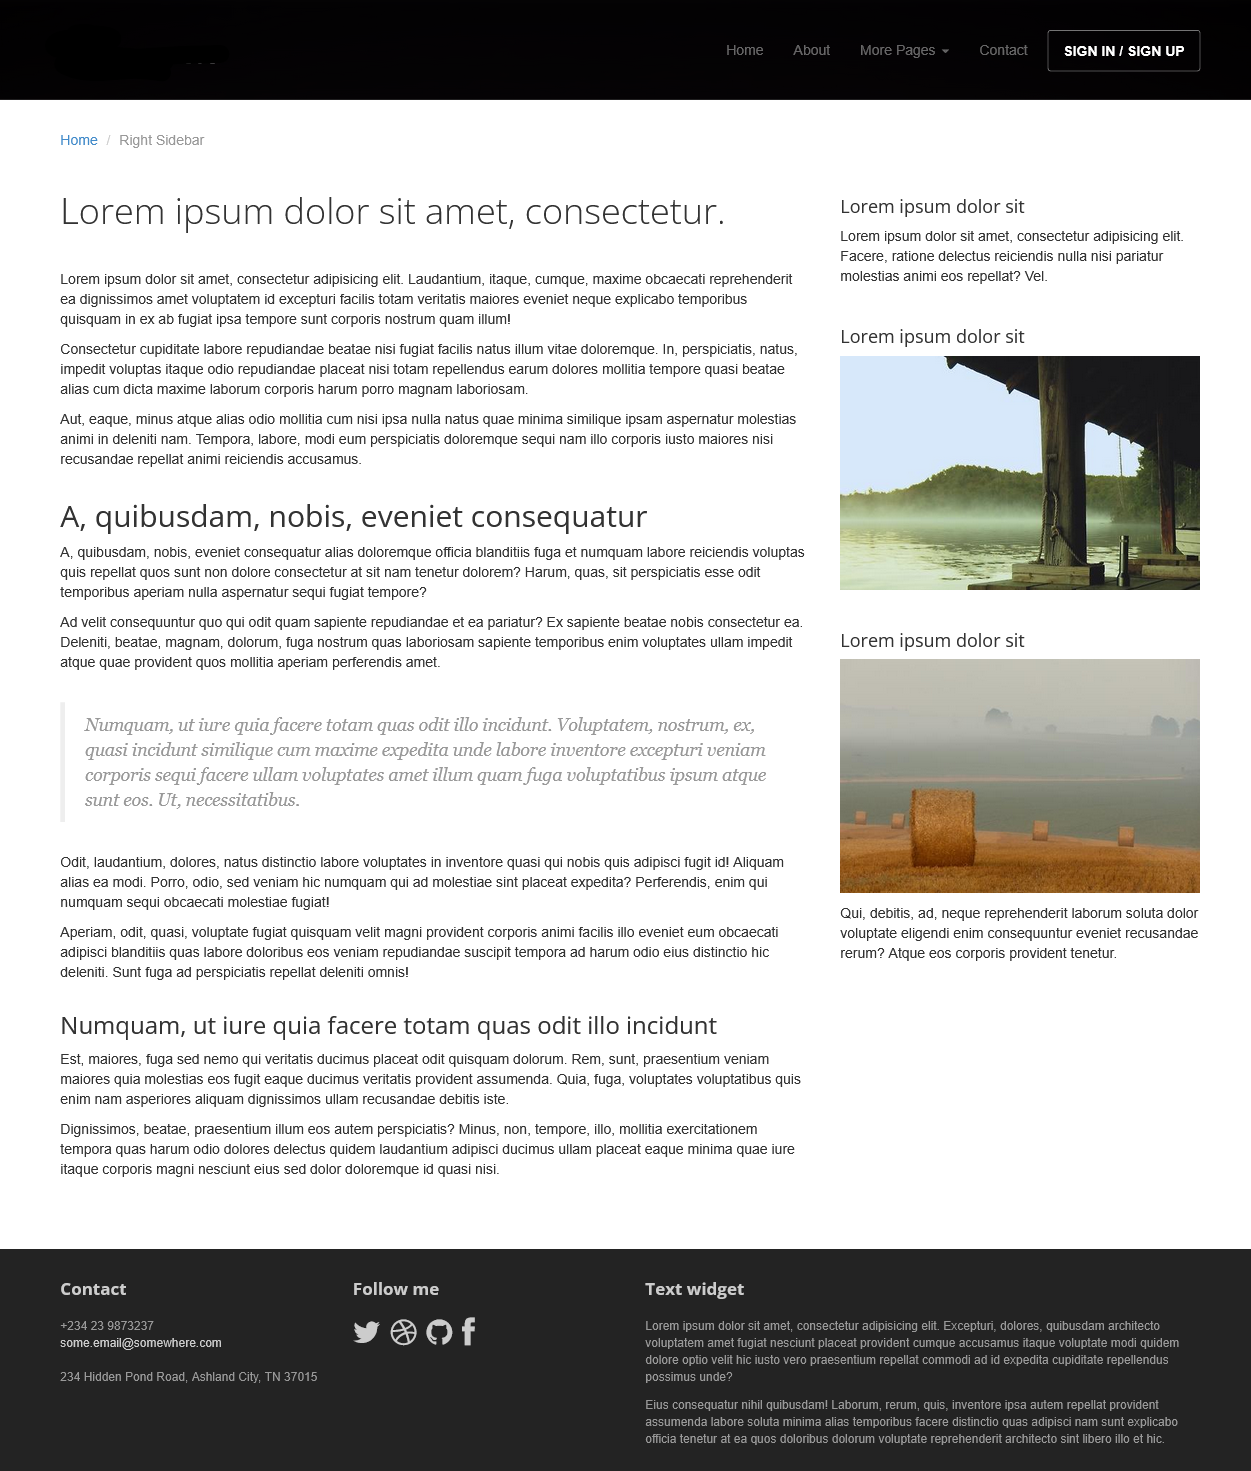 Home
About
More Pages
Contact
SIGN IN / SIGN UP
Home / Right Sidebar
Lorem ipsum dolor sit amet, consectetur.
Lorem ipsum dolor sit amet, consectetur adipisicing elit. Laudantium, itaque, cumque, maxime obcaecati reprehenderit
ea dignissimos amet voluptatem id excepturi facilis totam veritatis maiores eveniet neque explicabo temporibus
quisquam in ex ab fugiat ipsa tempore sunt corporis nostrum quam illum!
Consectetur cupiditate labore repudiandae beatae nisi fugiat facilis natus illum vitae doloremque. In, perspiciatis, natus,
impedit voluptas itaque odio repudiandae placeat nisi totam repellendus earum dolores mollitia tempore quasi beatae
alias cum dicta maxime laborum corporis harum porro magnam laboriosam.
Aut, eaque, minus atque alias odio mollitia cum nisi ipsa nulla natus quae minima similique ipsam aspernatur molestias
animi in deleniti nam. Tempora, labore, modi eum perspiciatis doloremque sequi nam illo corporis iusto maiores nisi
recusandae repellat animi reiciendis accusamus.
A, quibusdam, nobis, eveniet consequatur
A, quibusdam, nobis, eveniet consequatur alias doloremque officia blanditiis fuga et numquam labore reiciendis voluptas
quis repellat quos sunt non dolore consectetur at sit nam tenetur dolorem? Harum, quas, sit perspiciatis esse odit
temporibus aperiam nulla aspernatur sequi fugiat tempore?
Ad velit consequuntur quo qui odit quam sapiente repudiandae et ea pariatur? Ex sapiente beatae nobis consectetur ea.
Deleniti, beatae, magnam, dolorum, fuga nostrum quas laboriosam sapiente temporibus enim voluptates ullam impedit
atque quae provident quos mollitia aperiam perferendis amet.
Numquam, ut iure quia facere totam quas odit illo incidunt. Voluptatem, nostrum, ex,
quasi incidunt similique cum maxime expedita unde labore inventore excepturi veniam
corporis sequi facere ullam voluptates amet illum quam fuga voluptatibus ipsum atque
sunt eos. Ut, necessitatibus.
Odit, laudantium, dolores, natus distinctio labore voluptates in inventore quasi qui nobis quis adipisci fugit id! Aliquam
alias ea modi. Porro, odio, sed veniam hic numquam qui ad molestiae sint placeat expedita? Perferendis, enim qui
numquam sequi obcaecati molestiae fugiat!
Aperiam, odit, quasi, voluptate fugiat quisquam velit magni provident corporis animi facilis illo eveniet eum obcaecati
adipisci blanditiis quas labore doloribus eos veniam repudiandae suscipit tempora ad harum odio eius distinctio hic
deleniti. Sunt fuga ad perspiciatis repellat deleniti omnis!
Numquam, ut iure quia facere totam quas odit illo incidunt
Est, maiores, fuga sed nemo qui veritatis ducimus placeat odit quisquam dolorum. Rem, sunt, praesentium veniam
maiores quia molestias eos fugit eaque ducimus veritatis provident assumenda. Quia, fuga, voluptates voluptatibus quis
enim nam asperiores aliquam dignissimos ullam recusandae debitis iste.
Dignissimos, beatae, praesentium illum eos autem perspiciatis? Minus, non, tempore, illo, mollitia exercitationem
tempora quas harum odio dolores delectus quidem laudantium adipisci ducimus ullam placeat eaque minima quae iure
itaque corporis magni nesciunt eius sed dolor doloremque id quasi nisi.
Lorem ipsum dolor sit
Lorem ipsum dolor sit amet, consectetur adipisicing elit.
Facere, ratione delectus reiciendis nulla nisi pariatur
molestias animi eos repellat? Vel.
Lorem ipsum dolor sit
Lorem ipsum dolor sit
Qui, debitis, ad, neque reprehenderit laborum soluta dolor
voluptate eligendi enim consequuntur eveniet recusandae
rerum? Atque eos corporis provident tenetur.
Contact
+234 23 9873237
some.email@somewhere.com
234 Hidden Pond Road, Ashland City, TN 37015
Follow me
Text widget
Lorem ipsum dolor sit amet, consectetur adipisicing elit. Excepturi, dolores, quibusdam architecto
voluptatem amet fugiat nesciunt placeat provident cumque accusamus itaque voluptate modi quidem
dolore optio velit hic iusto vero praesentium repellat commodi ad id expedita cupiditate repellendus
possimus unde?
Eius consequatur nihil quibusdam! Laborum, rerum, quis, inventore ipsa autem repellat provident
assumenda labore soluta minima alias temporibus facere distinctio quas adipisci nam sunt explicabo
officia tenetur at ea quos doloribus dolorum voluptate reprehenderit architecto sint libero illo et hic.